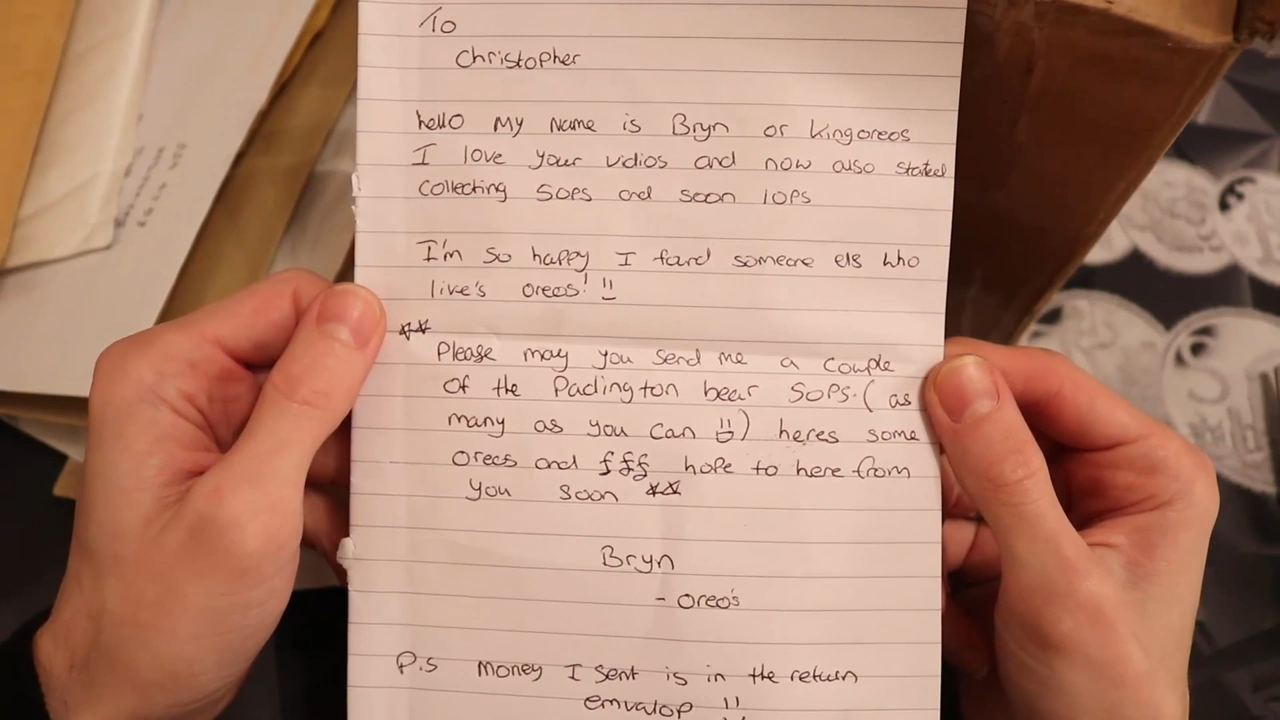 To
Christopher
hello my name is Bryn or kingoreos
I love your vidios and now also stated
collecting 50ps and soon 10ps
I'm so happy I found someone els who
like's oreos! !!
Please may you send me a couple
of the Padington bear 50ps. (as
many as you can !!) heres some
oreos and £££ hope to here from
you soon
Bryn
- oreo's
P.S money I sent is in the return
emvalop !!